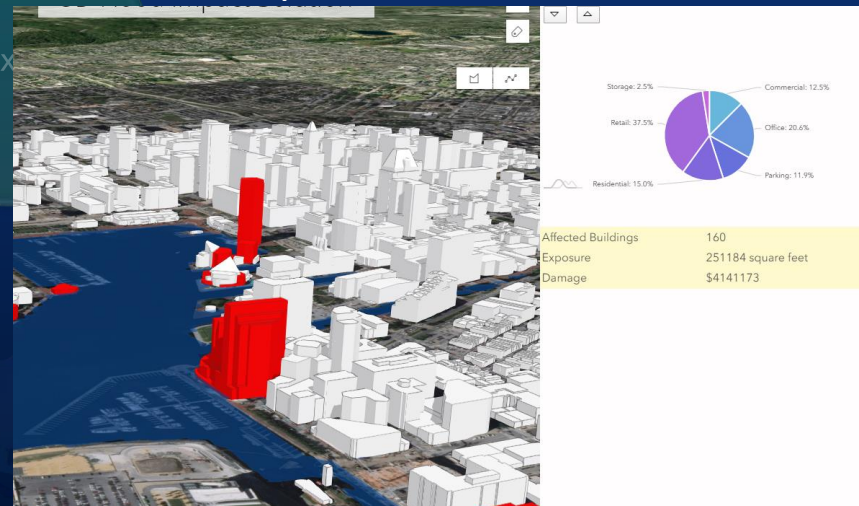 Storage: 2.5%
Commercial: 12.5%
Retail: 37.5%
Office: 20.6%
Parking: 11.9%
Residential: 15.0%
Affected Buildings 160
Exposure 251184 square feet
Damage $4141173